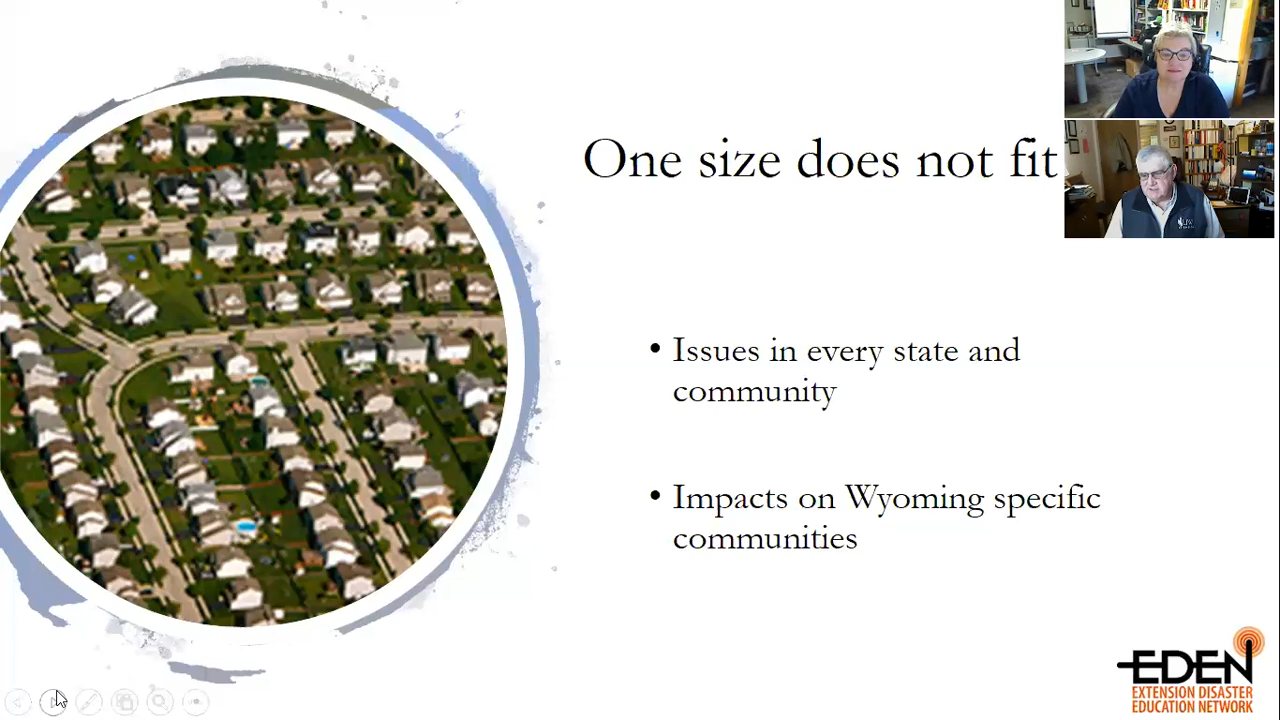 One size does not fit
• Issues in every state and
community
• Impacts on Wyoming specific
communities
EDEN
EXTENSION DISASTER
EDUCATION NETWORK